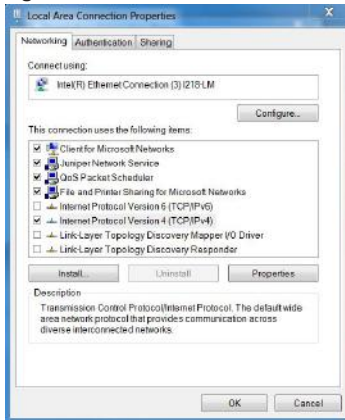 Local Area Connection Properties
X
Networking Authentication Sharing
Connect using:
Intel(R) Ethernet Connection (3) I218-LM
Configure...
This connection uses the following items:
Client for Microsoft Networks
Juniper Network Service
QoS Packet Scheduler
File and Printer Sharing for Microsoft Networks
Internet Protocol Version 6 (TCP/IPv6)
Internet Protocol Version 4 (TCP/IPv4)
Link-Layer Topology Discovery Mapper I/O Driver
Link-Layer Topology Discovery Responder
Install... Uninstall Properties
Description
Transmission Control Protocol/Internet Protocol. The default wide
area network protocol that provides communication across
diverse interconnected networks.
OK Cancel